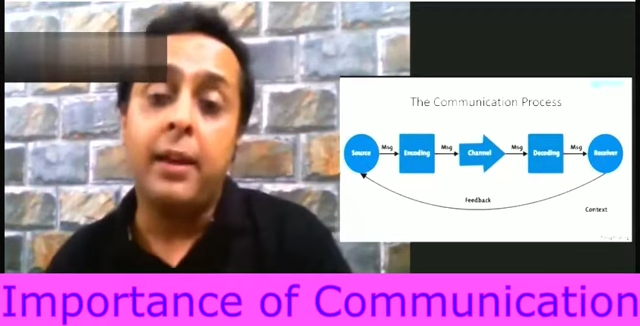 The Communication Process
Source Msg Encoding Msg Channel Msg Decoding Msg Receiver
Feedback
Context
Importance of Communication